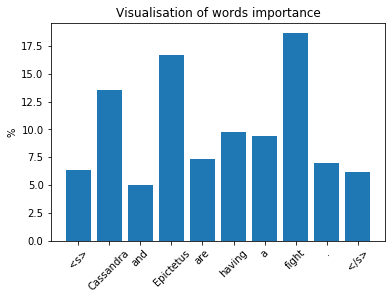 Visualisation of words importance
17.5
15.0
12.5
10.0
7.5
5.0
2.5
0.0
%
<s>
Cassandra
and
Epictetus
are
having
a
fight
.
</s>